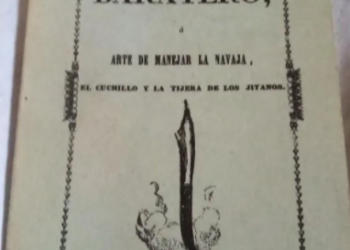 BARATERO,
ó
ARTE DE MANEJAR LA NAVAJA,
EL CUCHILLO Y LA TIJERA DE LOS JITANOS.